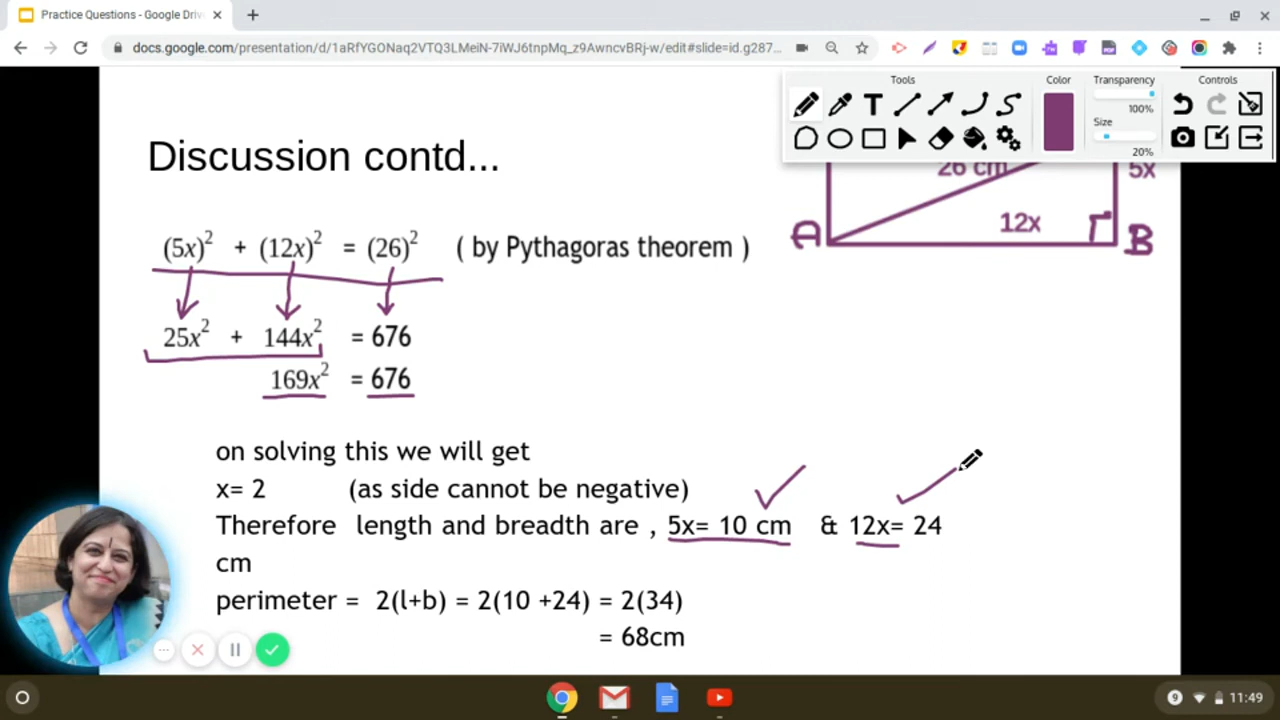 Practice Questions - Google Driv
docs.google.com/presentation/d/1aRfYGONaq2VTQ3LMeiN-7iWJ6tnpMq_z9AwncvBRj-w/edit#slide=id.g287...
Tools
Color
Transparency
Controls
100%
Size
20%
T
Discussion contd...
26 cm
5x
12x
A
B
(5x)² + (12x)² = (26)² ( by Pythagoras theorem )
25x² + 144x² = 676
169x² = 676
on solving this we will get
x= 2 (as side cannot be negative)
Therefore length and breadth are , 5x= 10 cm & 12x= 24
cm
perimeter = 2(l+b) = 2(10 +24) = 2(34)
= 68cm
9
11:49